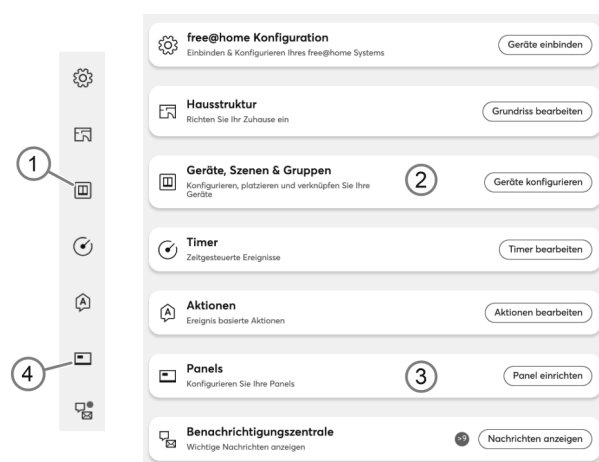 free@home Konfiguration
Einbinden & Konfigurieren Ihres free@home Systems
Geräte einbinden
Hausstruktur
Richten Sie Ihr Zuhause ein
Grundriss bearbeiten
1
Geräte, Szenen & Gruppen
Konfigurieren, platzieren und verknüpfen Sie Ihre
Geräte
2
Geräte konfigurieren
Timer
Zeitgesteuerte Ereignisse
Timer bearbeiten
A
A
Aktionen
Ereignis basierte Aktionen
Aktionen bearbeiten
4
Panels
Konfigurieren Sie Ihre Panels
3
Panel einrichten
Benachrichtigungszentrale
Wichtige Nachrichten anzeigen
>9
Nachrichten anzeigen